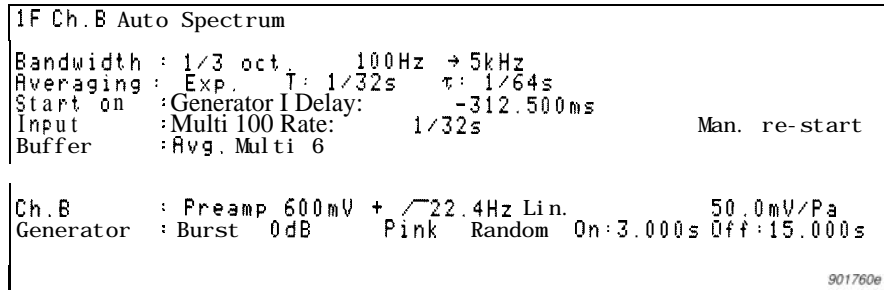 1F Ch.B Auto Spectrum
Bandwidth : 1/3 oct. 100Hz → 5kHz
Averaging : Exp. T: 1/32s τ: 1/64s
Start on :Generator I Delay: -312.500ms
Input :Multi 100 Rate: 1/32s Man. re-start
Buffer :Avg. Multi 6
Ch.B : Preamp 600mV + 22.4Hz Lin. 50.0mV/Pa
Generator : Burst 0dB Pink Random On:3.000s Off:15.000s
901760e